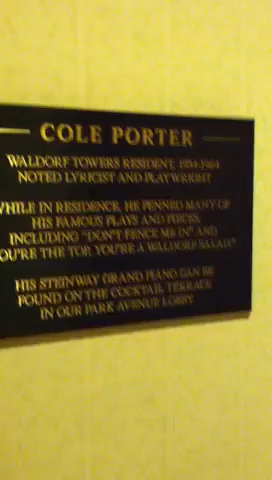 COLE PORTER
WALDORF TOWERS RESIDENT, 1934-1964
NOTED LYRICIST AND PLAYWRIGHT
WHILE IN RESIDENCE, HE PENNED MANY OF
HIS FAMOUS PLAYS AND PIECES,
INCLUDING "DON'T FENCE ME IN" AND
YOU'RE THE TOP, YOU'RE A WALDORF SALAD."
HIS STEINWAY GRAND PIANO CAN BE
FOUND ON THE COCKTAIL TERRACE
IN OUR PARK AVENUE LOBBY.